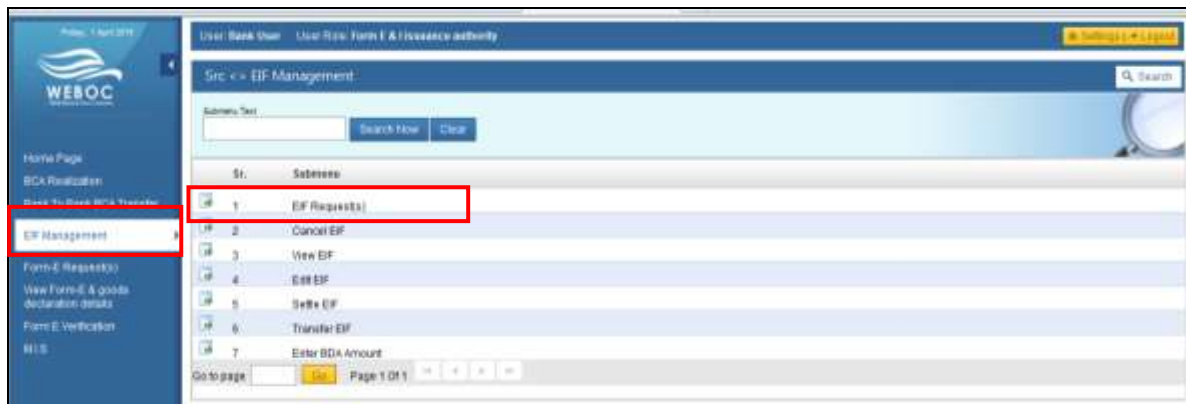 Friday, 1 April 2016
WEBOC
Home Page
BCA Realization
Bank To Bank BCA Transfer
EIF Management
Form-E Request(s)
View Form-E & goods
declaration details
Form E Verification
M I S
User: Bank User User Role: Form E & I issuance authority
Settings | Logout
Src <> EIF Management
Search
Submenu Text
Search Now Clear
Sr. Submenu
1 EIF Request(s)
2 Cancel EIF
3 View EIF
4 Edit EIF
5 Settle EIF
6 Transfer EIF
7 Enter BDA Amount
Go to page Go Page 1 Of 1